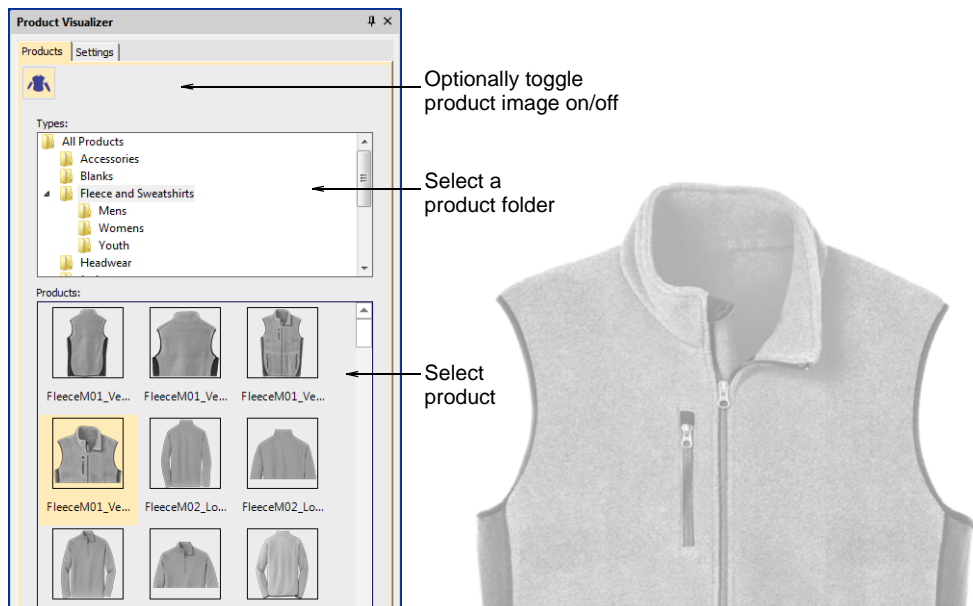 Product Visualizer
Products
Settings
Optionally toggle
product image on/off
Types:
All Products
Accessories
Blanks
Fleece and Sweatshirts
Mens
Womens
Youth
Headwear
Select a
product folder
Products:
FleeceM01_Ve...
FleeceM01_Ve...
FleeceM01_Ve...
Select
product
FleeceM01_Ve...
FleeceM02_Lo...
FleeceM02_Lo...